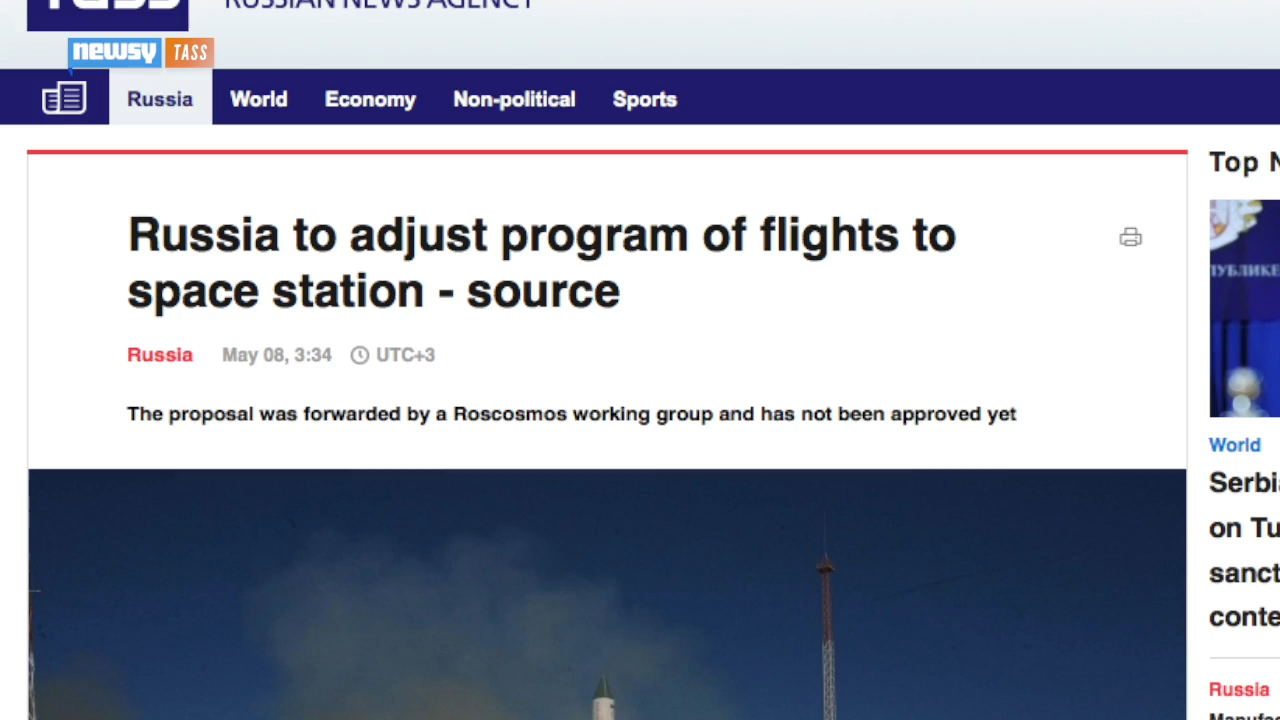 TASS
RUSSIAN NEWS AGENCY
newsy TASS
Russia World Economy Non-political Sports
Russia to adjust program of flights to
space station - source
Russia May 08, 3:34 UTC+3
The proposal was forwarded by a Roscosmos working group and has not been approved yet
Top
World
Serbi
on Tu
sanct
conte
Russia